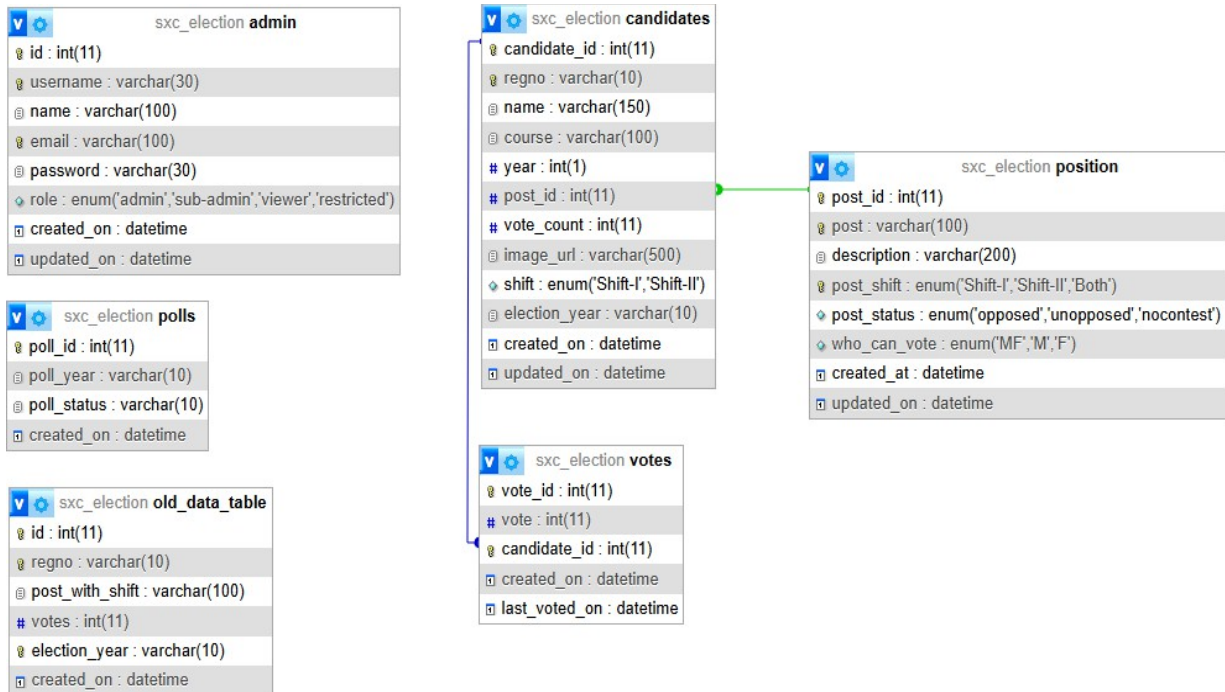 sxc_election admin
id : int(11)
username : varchar(30)
name : varchar(100)
email : varchar(100)
password : varchar(30)
role : enum('admin','sub-admin','viewer','restricted')
created_on : datetime
updated_on : datetime
sxc_election polls
poll_id : int(11)
poll_year : varchar(10)
poll_status : varchar(10)
created_on : datetime
sxc_election old_data_table
id : int(11)
regno : varchar(10)
post_with_shift : varchar(100)
votes : int(11)
election_year : varchar(10)
created_on : datetime
sxc_election candidates
candidate_id : int(11)
regno : varchar(10)
name : varchar(150)
course : varchar(100)
year : int(1)
post_id : int(11)
vote_count : int(11)
image_url : varchar(500)
shift : enum('Shift-I','Shift-II')
election_year : varchar(10)
created_on : datetime
updated_on : datetime
sxc_election votes
vote_id : int(11)
vote : int(11)
candidate_id : int(11)
created_on : datetime
last_voted_on : datetime
sxc_election position
post_id : int(11)
post : varchar(100)
description : varchar(200)
post_shift : enum('Shift-I','Shift-II','Both')
post_status : enum('opposed','unopposed','nocontest')
who_can_vote : enum('MF','M','F')
created_at : datetime
updated_on : datetime